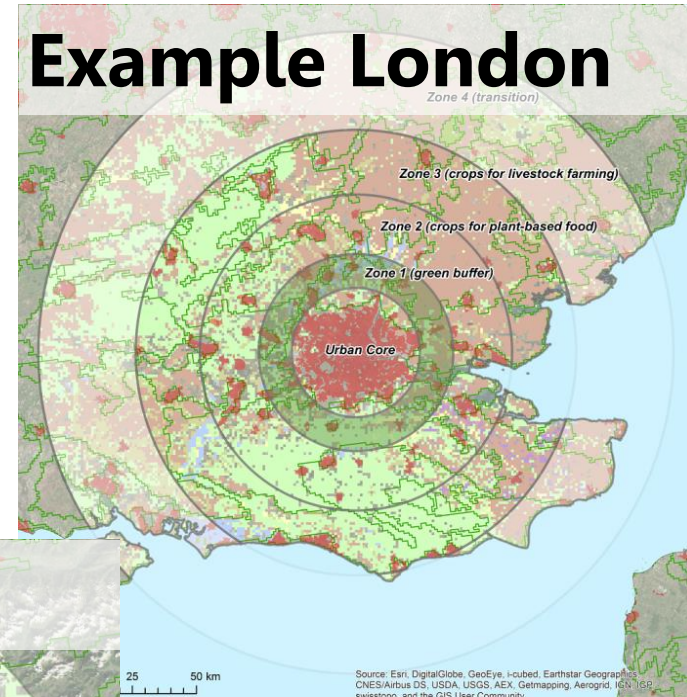 Example London
Zone 4 (transition)
Zone 3 (crops for livestock farming)
Zone 2 (crops for plant-based food)
Zone 1 (green buffer)
Urban Core
25 50 km
Source: Esri, DigitalGlobe, GeoEye, i-cubed, Earthstar Geographics,
CNES/Airbus DS, USDA, USGS, AEX, Getmapping, Aerogrid, IGN, IGP,
swisstopo, and the GIS User Community